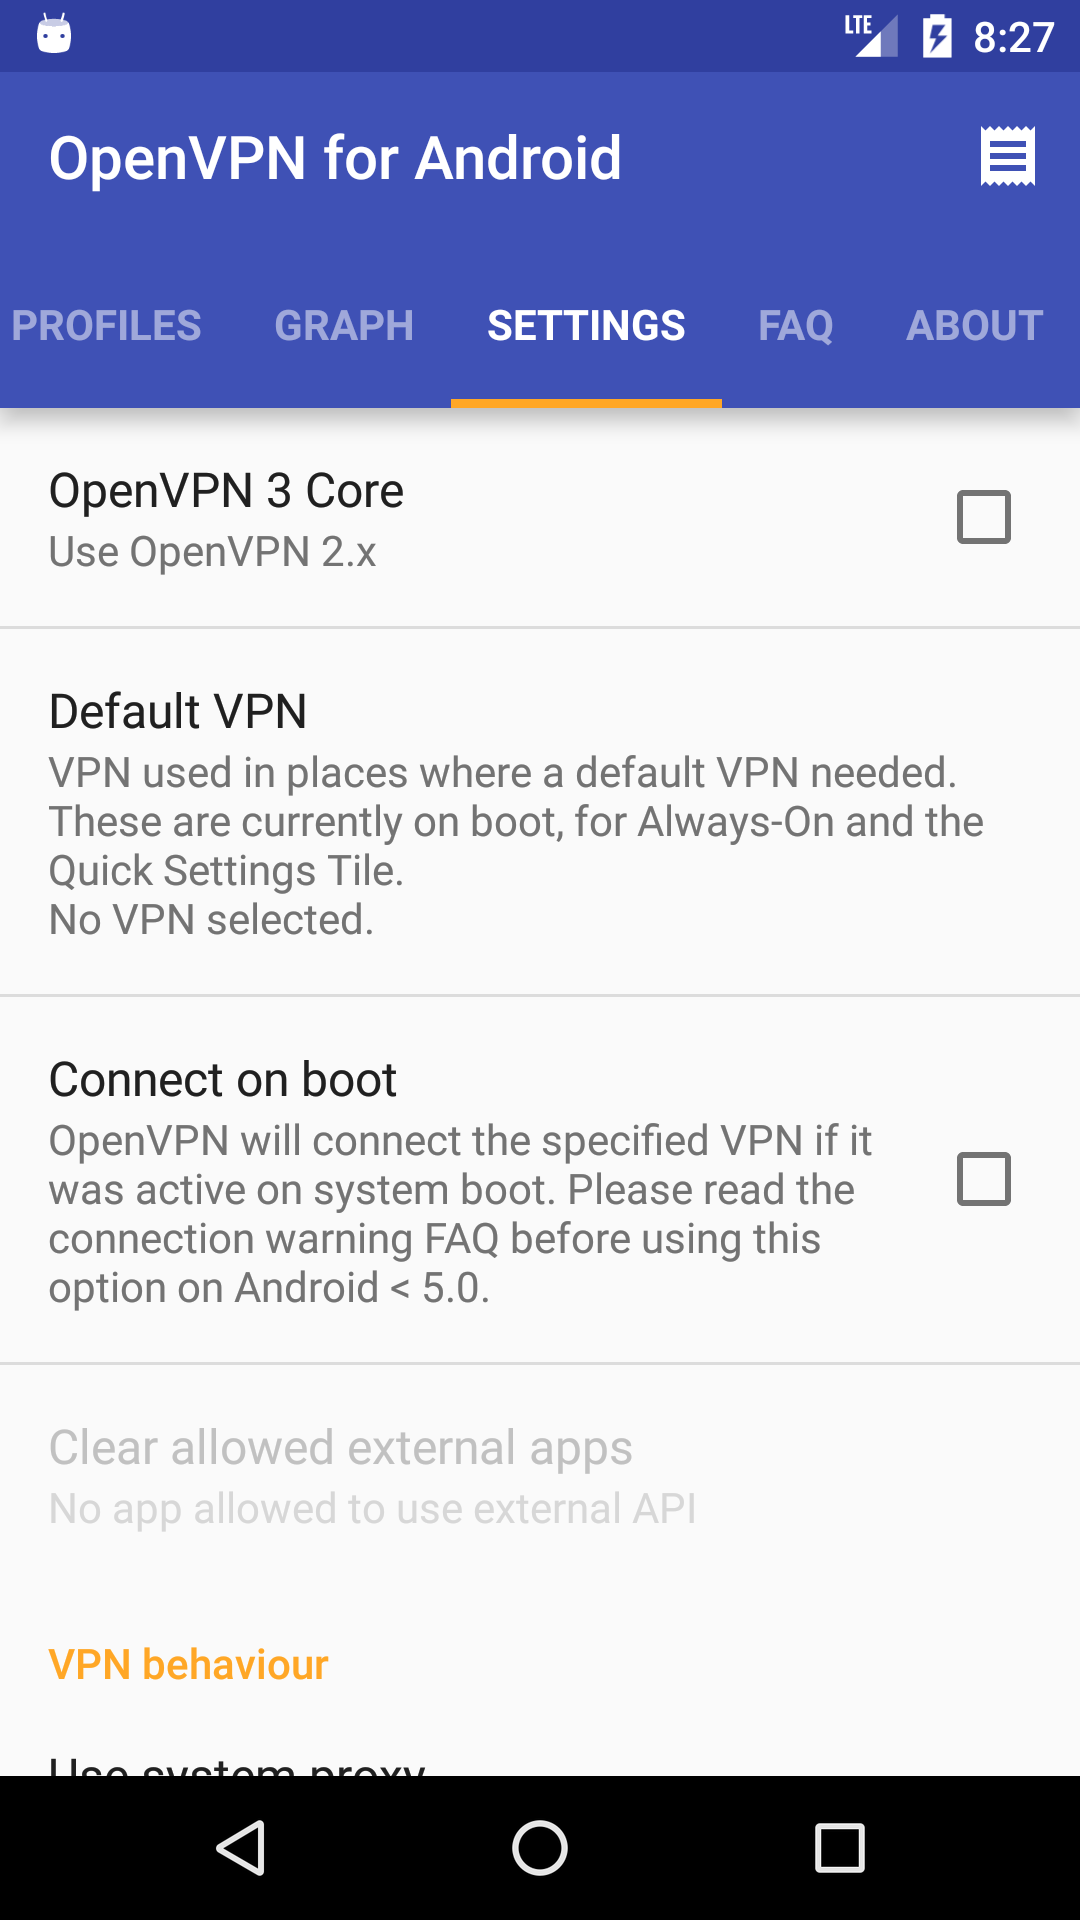 LTE 8:27
OpenVPN for Android
PROFILES GRAPH SETTINGS FAQ ABOUT
OpenVPN 3 Core
Use OpenVPN 2.x
Default VPN
VPN used in places where a default VPN needed.
These are currently on boot, for Always-On and the
Quick Settings Tile.
No VPN selected.
Connect on boot
OpenVPN will connect the specified VPN if it
was active on system boot. Please read the
connection warning FAQ before using this
option on Android < 5.0.
Clear allowed external apps
No app allowed to use external API
VPN behaviour
Use system proxy